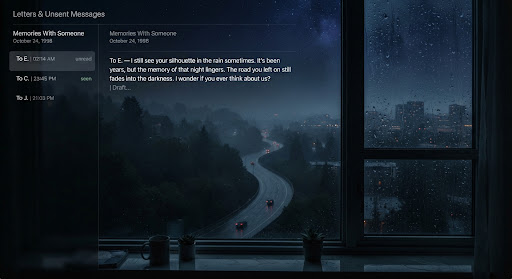 Letters & Unsent Messages
Memories With Someone
October 24, 1998
To E. | 02:14 AM unread
To C. | 23:45 PM seen
To J. | 21:03 PM
Memories With Someone
October 24, 1998
To E. — I still see your silhouette in the rain sometimes. It's been
years, but the memory of that night lingers. The road you left on still
fades into the darkness. I wonder if you ever think about us?
| Draft...